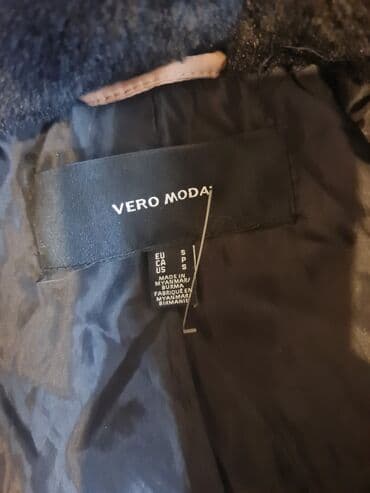 VERO MODA
EU S
CA P
US S
MADE IN
MYANMAR/
BURMA
FABRIQUÉ EN
MYANMAR/
BIRMANIE